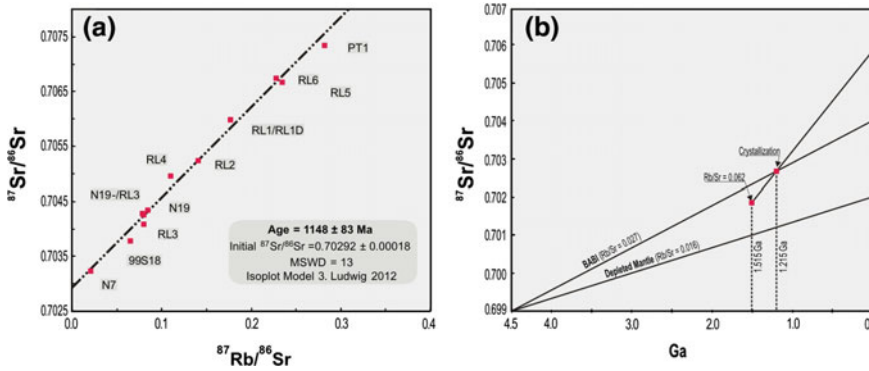 (a)
0.7075
0.7065
0.7055
0.7045
0.7035
0.7025
87Sr/86Sr
PT1
RL6
RL5
RL1/RL1D
RL4
RL2
N19-/RL3
N19
RL3
99S18
N7
Age = 1148 ± 83 Ma
Initial 87Sr/86Sr =0.70292 ± 0.00018
MSWD = 13
Isoplot Model 3. Ludwig 2012
0.0
0.1
0.2
0.3
0.4
87Rb/86Sr
(b)
0.707
0.706
0.705
0.704
0.703
0.702
0.701
0.700
0.699
87Sr/86Sr
Crystallization
Rb/Sr = 0.062
BABI (Rb/Sr = 0.027)
Depleted Mantle (Rb/Sr = 0.016)
1.515 Ga
1.215 Ga
4.5
3.0
2.0
1.0
0
Ga